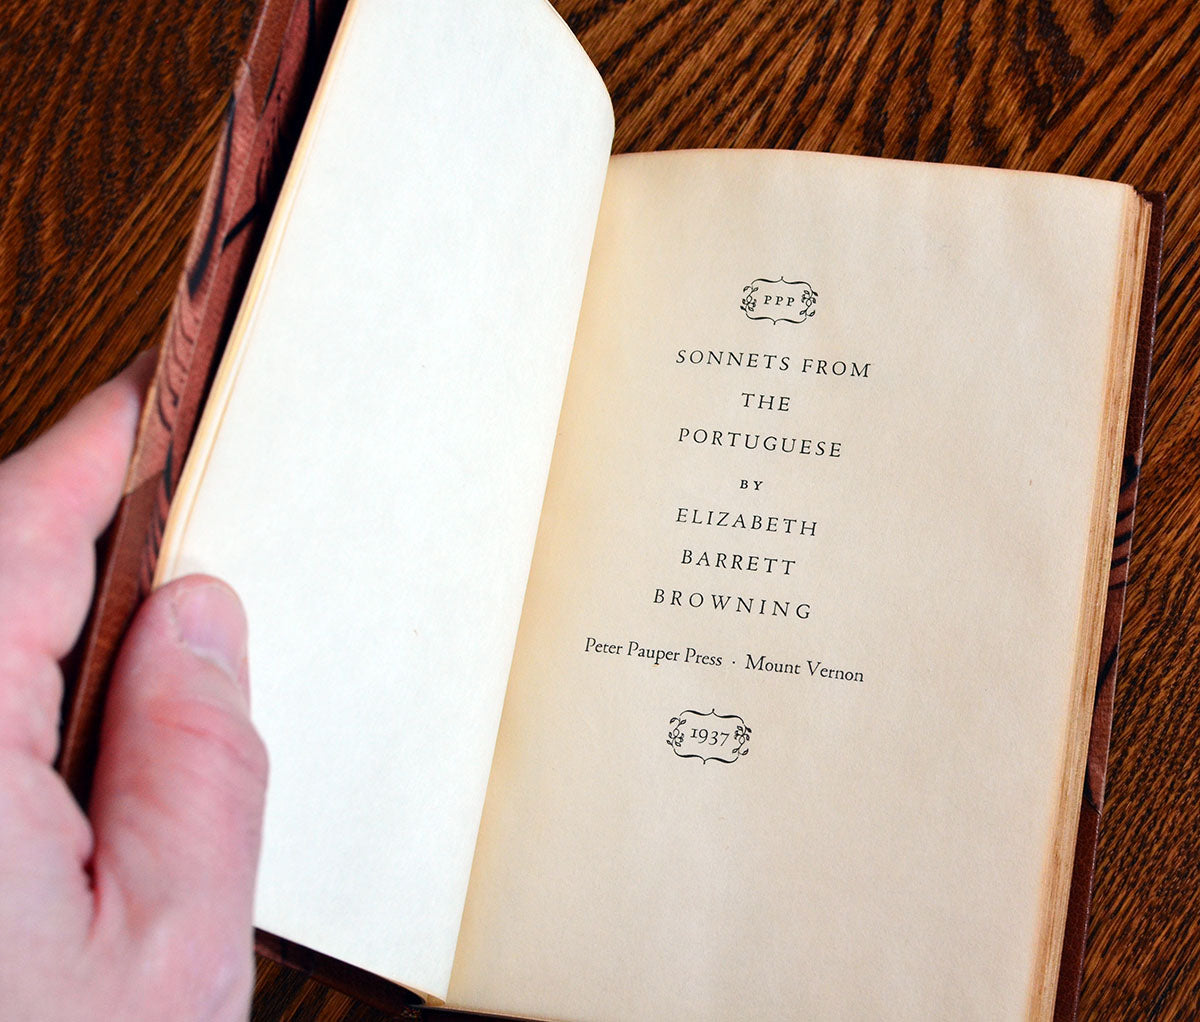 PPP
SONNETS FROM
THE
PORTUGUESE
BY
ELIZABETH
BARRETT
BROWNING
Peter Pauper Press · Mount Vernon
1937